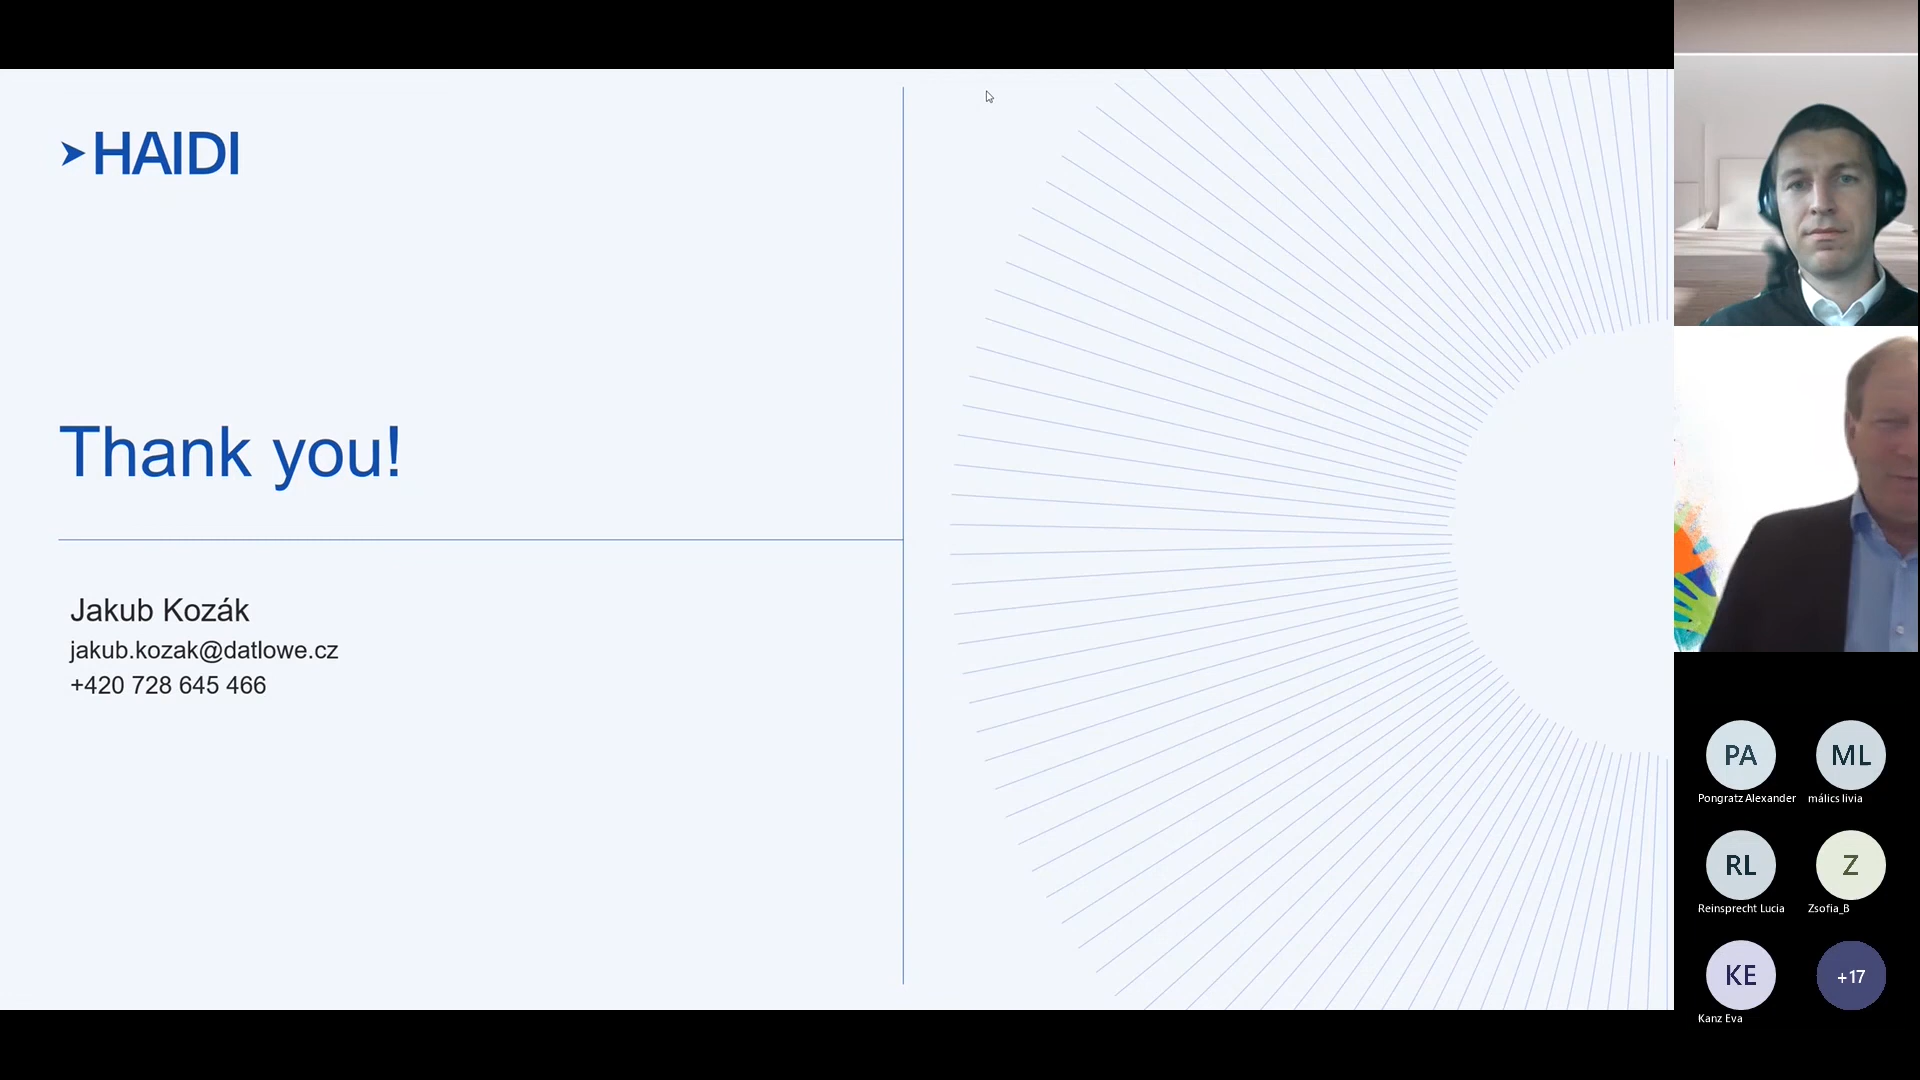 HAIDI
Thank you!
Jakub Kozák
jakub.kozak@datlowe.cz
+420 728 645 466
PA
ML
Pongratz Alexander
málics lívia
RL
Z
Reinsprecht Lucia
Zsofia_B
KE
+17
Kanz Eva